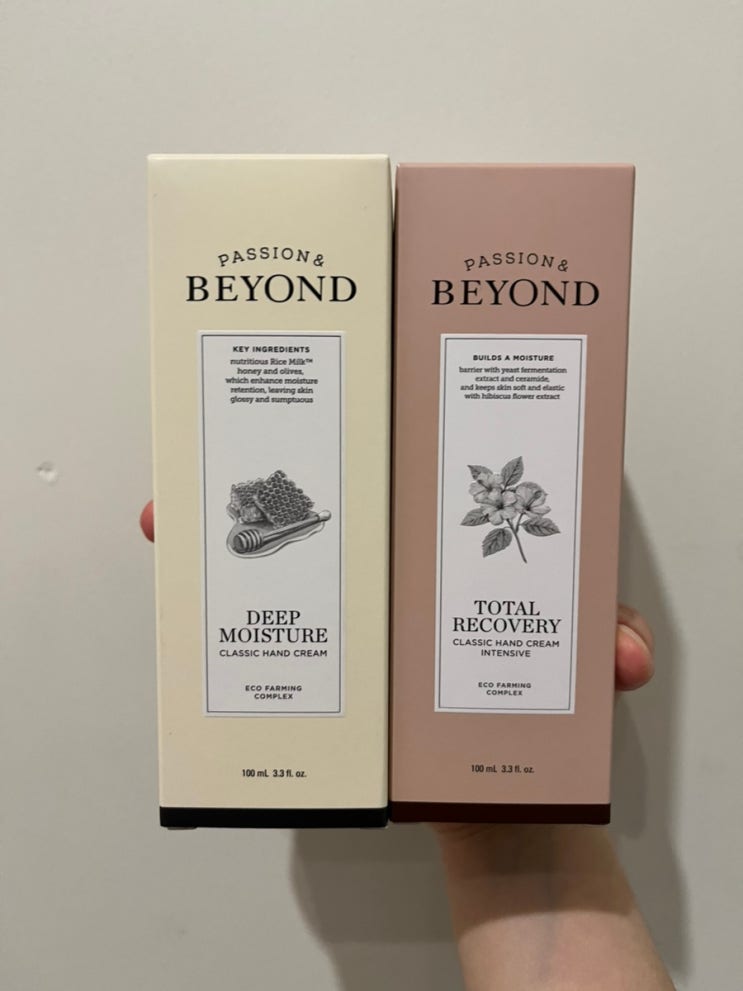 PASSION &
BEYOND
KEY INGREDIENTS
nutritious Rice Milk™
honey and olives,
which enhance moisture
retention, leaving skin
glossy and sumptuous
DEEP
MOISTURE
CLASSIC HAND CREAM
ECO FARMING
COMPLEX
100 mL 3.3 fl. oz.
PASSION &
BEYOND
BUILDS A MOISTURE
barrier with yeast fermentation
extract and ceramide,
and keeps skin soft and elastic
with hibiscus flower extract
TOTAL
RECOVERY
CLASSIC HAND CREAM
INTENSIVE
ECO FARMING
COMPLEX
100 mL 3.3 fl. oz.